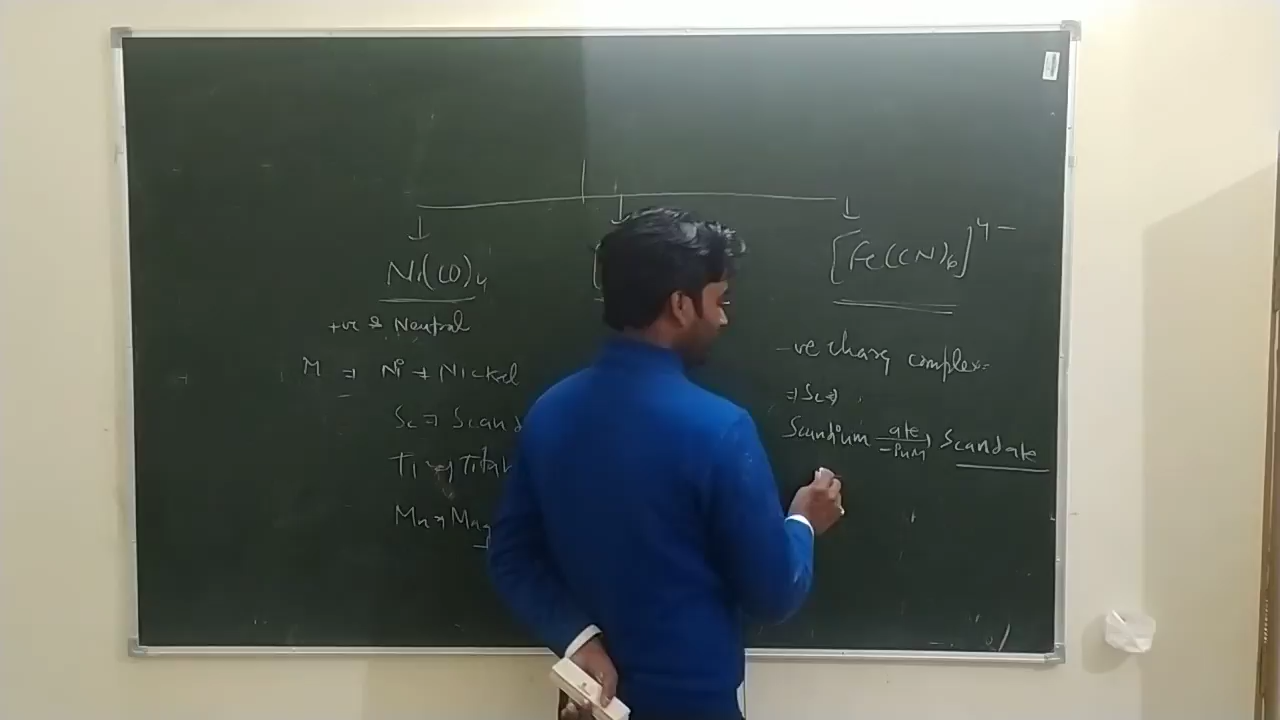 Ni(CO)4
[
[Fe(CN)6]4-
+ve & Neutral
M = Ni → Nickel
Sc ⇒ Scand
Ti ⇒ Titan
Mn ⇒ Mag
-ve charg complex=
⇒ Sc ⇒
Scandium ate/-ium Scandate